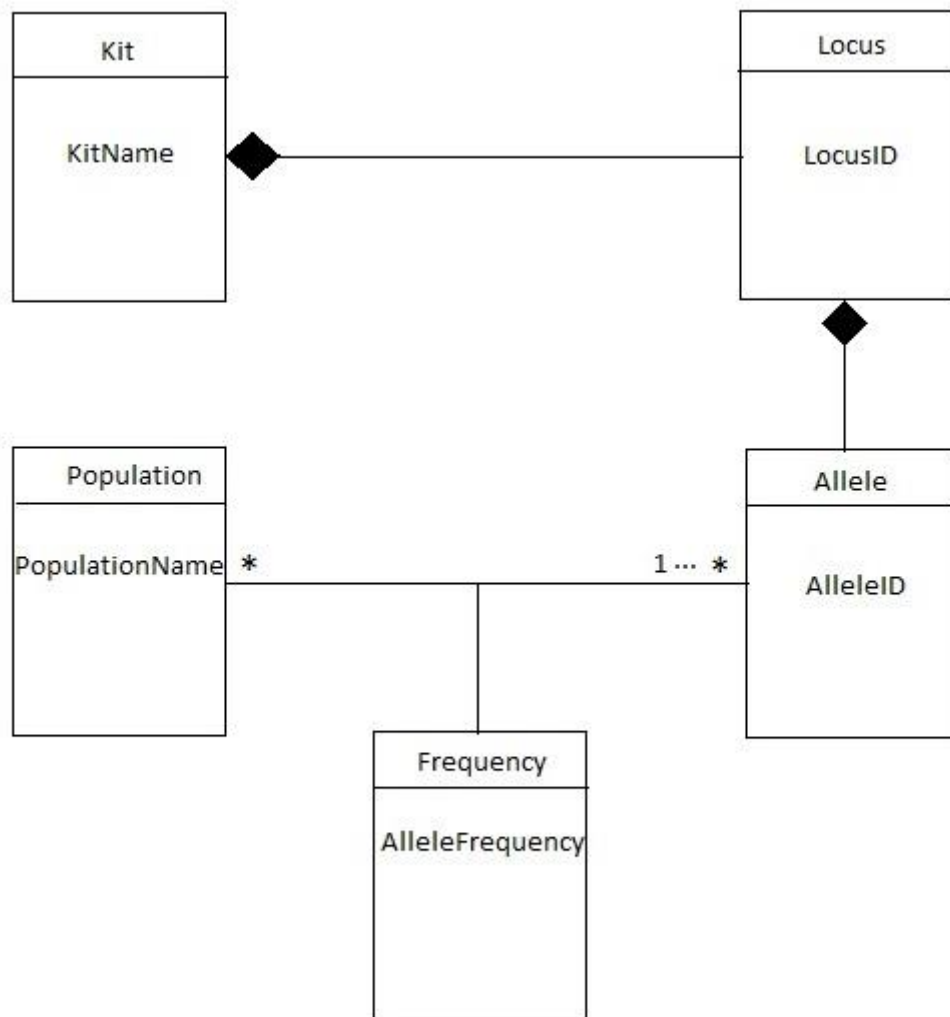 Kit
Locus
KitName
LocusID
Population
Allele
PopulationName * 1 ... *
AlleleID
Frequency
AlleleFrequency